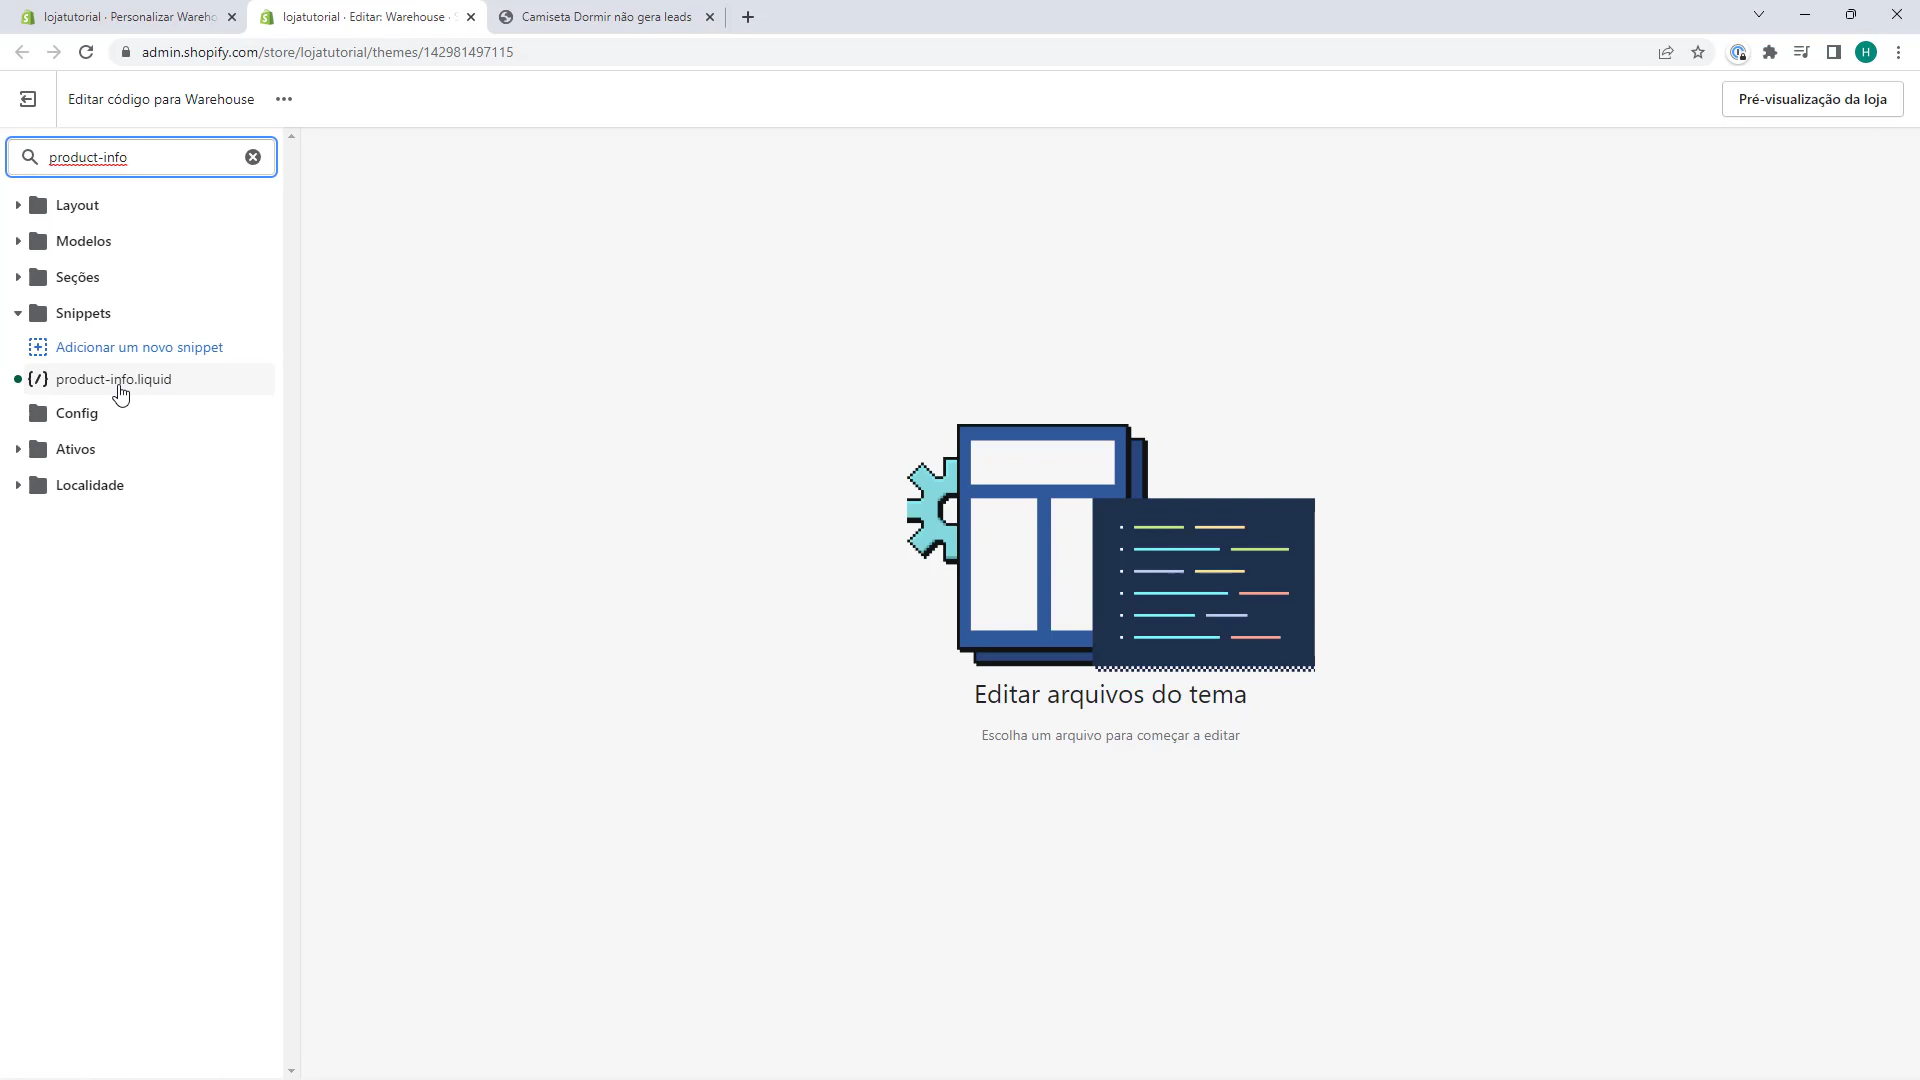 lojatutorial · Personalizar Wareho
lojatutorial · Editar: Warehouse · S
Camiseta Dormir não gera leads
admin.shopify.com/store/lojatutorial/themes/142981497115
H
Editar código para Warehouse
Pré-visualização da loja
product-info
Layout
Modelos
Seções
Snippets
Adicionar um novo snippet
{/} product-info.liquid
Config
Ativos
Localidade
Editar arquivos do tema
Escolha um arquivo para começar a editar